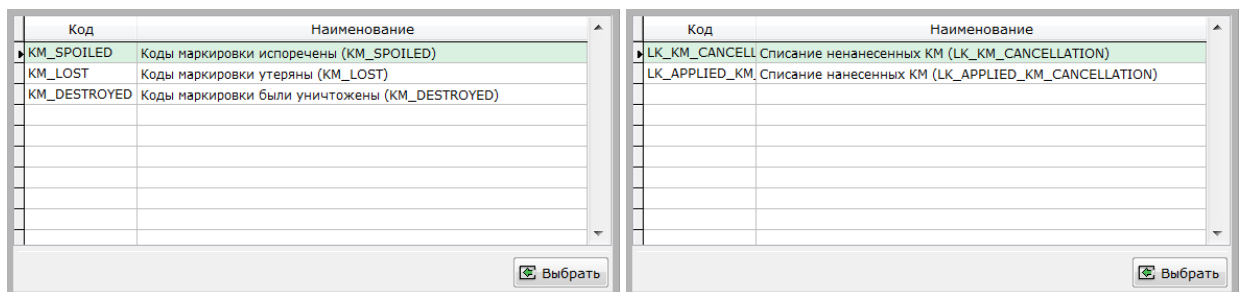 Код Наименование
KM_SPOILED Коды маркировки испоречены (KM_SPOILED)
KM_LOST Коды маркировки утеряны (KM_LOST)
KM_DESTROYED Коды маркировки были уничтожены (KM_DESTROYED)
Выбрать
Код Наименование
LK_KM_CANCELL Списание ненанесенных КМ (LK_KM_CANCELLATION)
LK_APPLIED_KM_ Списание нанесенных КМ (LK_APPLIED_KM_CANCELLATION)
Выбрать